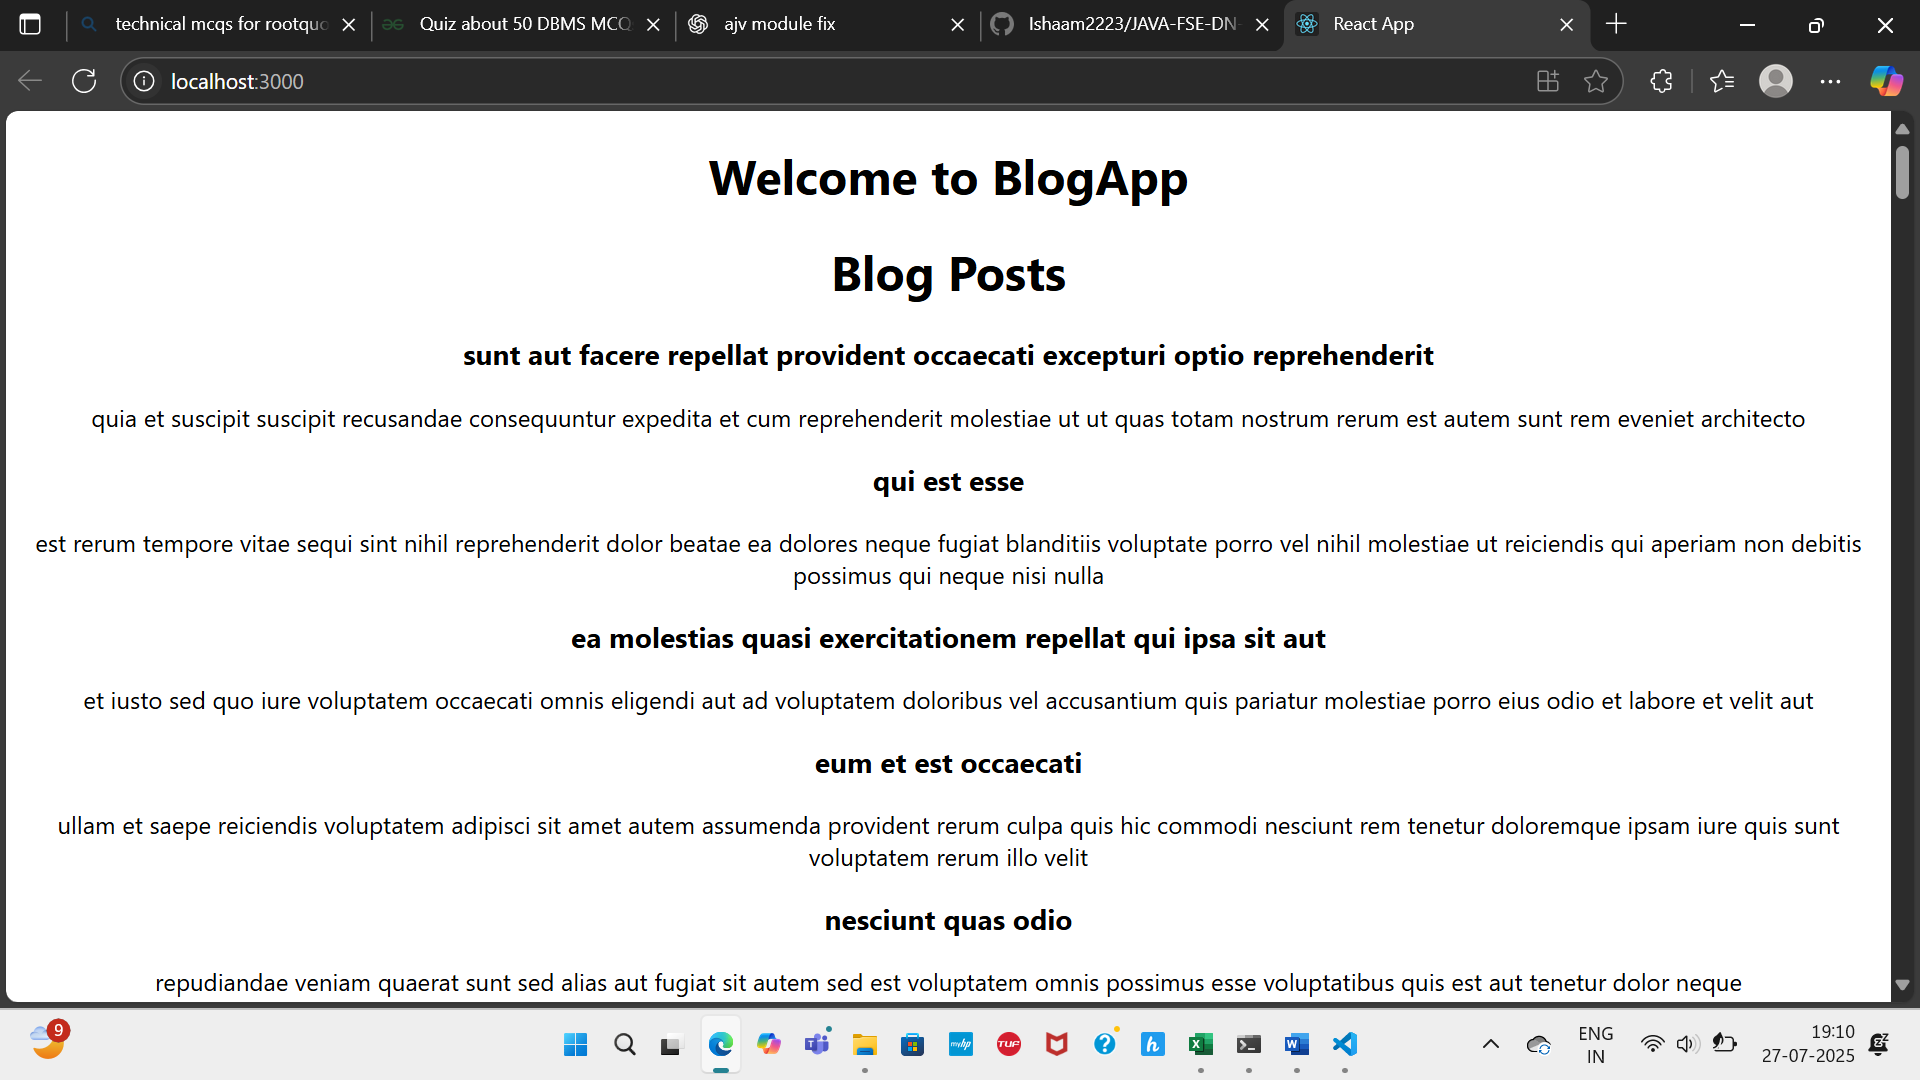 technical mcqs for rootquo
Quiz about 50 DBMS MCQ
ajv module fix
Ishaam2223/JAVA-FSE-DN-
React App
localhost:3000
Welcome to BlogApp
Blog Posts
sunt aut facere repellat provident occaecati excepturi optio reprehenderit
quia et suscipit suscipit recusandae consequuntur expedita et cum reprehenderit molestiae ut ut quas totam nostrum rerum est autem sunt rem eveniet architecto
qui est esse
est rerum tempore vitae sequi sint nihil reprehenderit dolor beatae ea dolores neque fugiat blanditiis voluptate porro vel nihil molestiae ut reiciendis qui aperiam non debitis
possimus qui neque nisi nulla
ea molestias quasi exercitationem repellat qui ipsa sit aut
et iusto sed quo iure voluptatem occaecati omnis eligendi aut ad voluptatem doloribus vel accusantium quis pariatur molestiae porro eius odio et labore et velit aut
eum et est occaecati
ullam et saepe reiciendis voluptatem adipisci sit amet autem assumenda provident rerum culpa quis hic commodi nesciunt rem tenetur doloremque ipsam iure quis sunt
voluptatem rerum illo velit
nesciunt quas odio
repudiandae veniam quaerat sunt sed alias aut fugiat sit autem sed est voluptatem omnis possimus esse voluptatibus quis est aut tenetur dolor neque
9
myhp
TUF
ENG
IN
19:10
27-07-2025